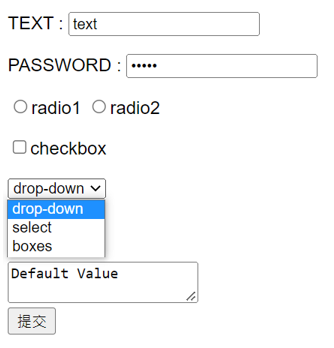 TEXT : text
PASSWORD : •••••
radio1 radio2
checkbox
drop-down
drop-down
select
boxes
Default Value
提交